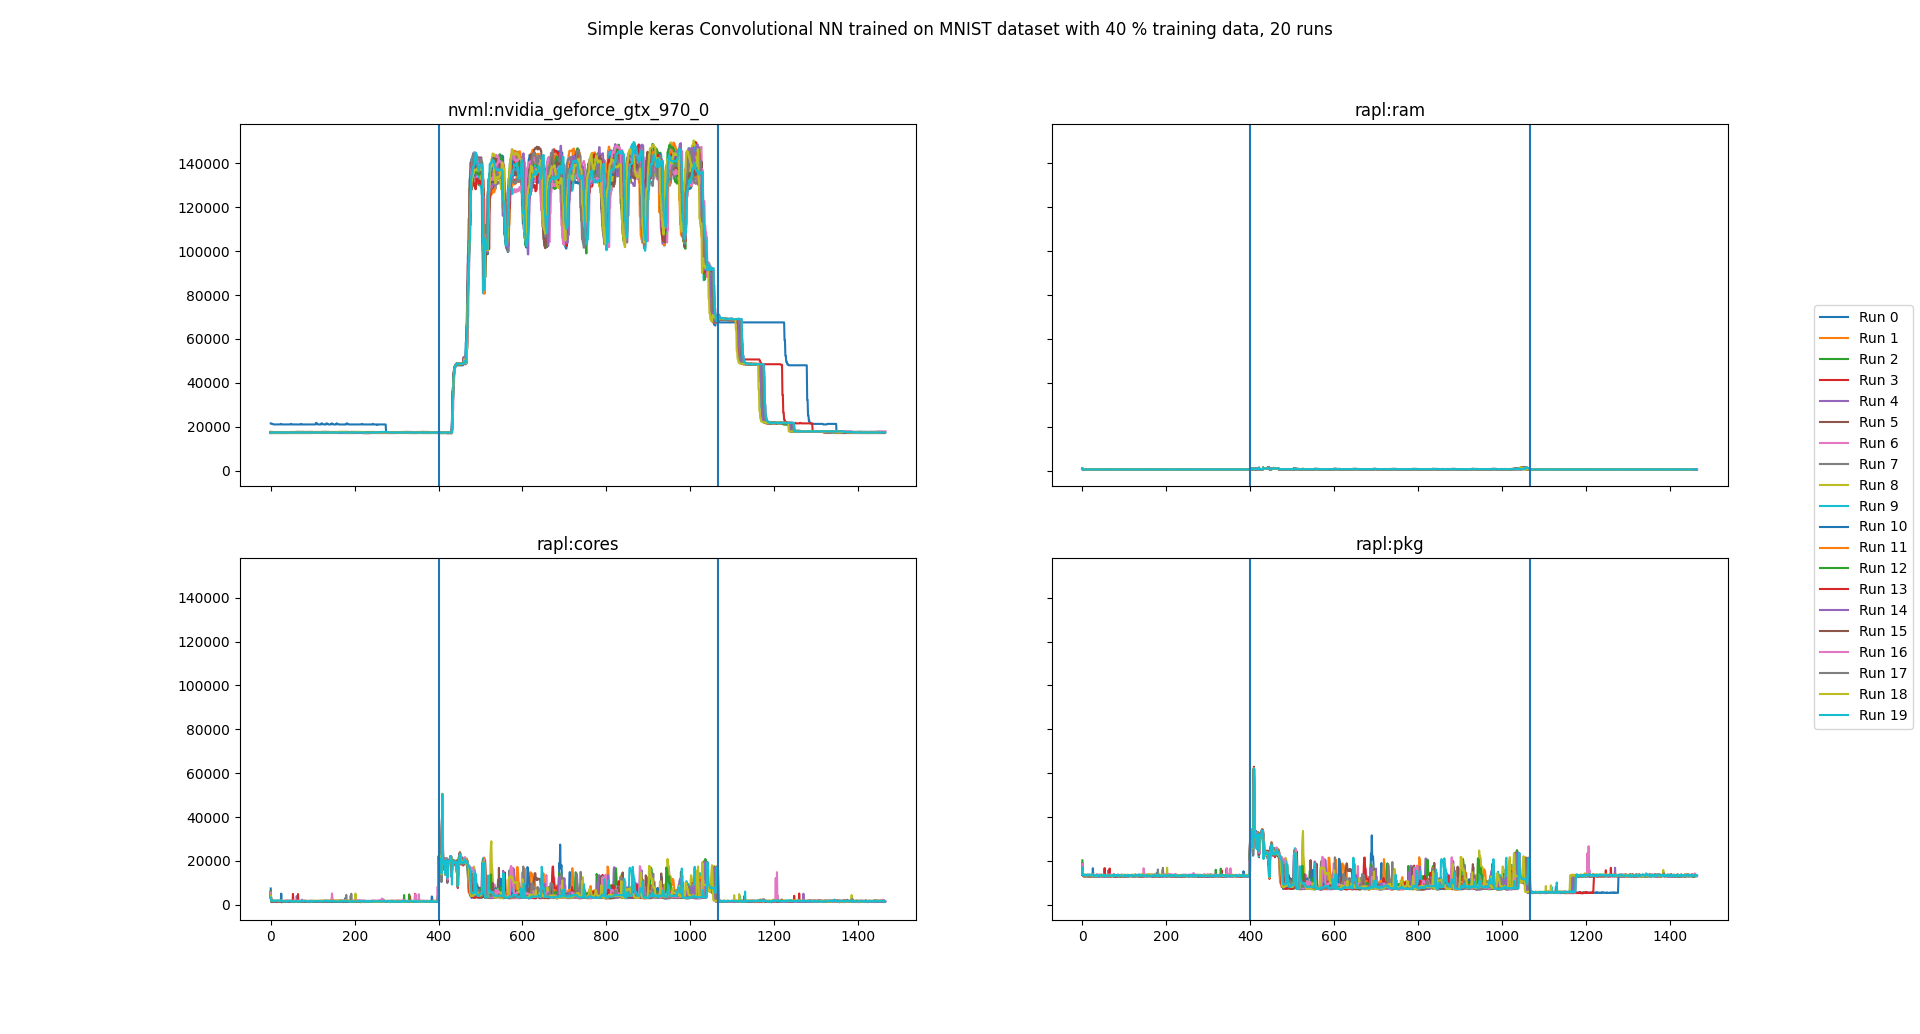 Simple keras Convolutional NN trained on MNIST dataset with 40 % training data, 20 runs
nvml:nvidia_geforce_gtx_970_0
140000
120000
100000
80000
60000
40000
20000
0
rapl:ram
rapl:cores
140000
120000
100000
80000
60000
40000
20000
0
0 200 400 600 800 1000 1200 1400
rapl:pkg
0 200 400 600 800 1000 1200 1400
Run 0
Run 1
Run 2
Run 3
Run 4
Run 5
Run 6
Run 7
Run 8
Run 9
Run 10
Run 11
Run 12
Run 13
Run 14
Run 15
Run 16
Run 17
Run 18
Run 19